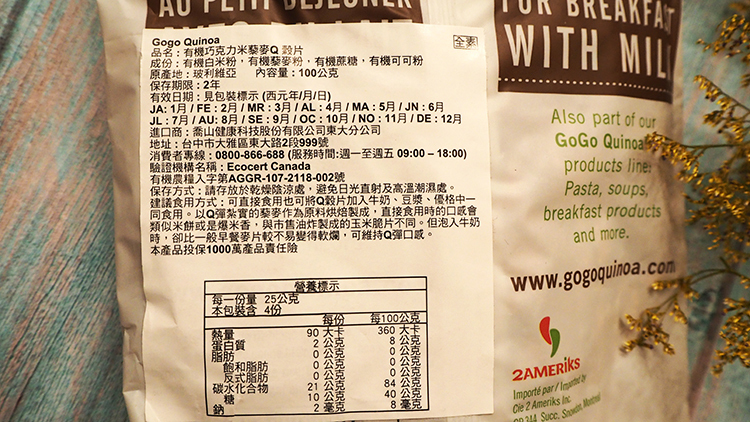 AU PETIT DÉJEUNER
FOR BREAKFAST
WITH MILK
Gogo Quinoa
全素
品名：有機巧克力米藜麥Q 穀片
成份：有機白米粉，有機藜麥粉，有機蔗糖，有機可可粉
原產地：玻利維亞 內容量：100公克
保存期限：2年
有效日期：見包裝標示 (西元年/月/日)
JA: 1月 / FE：2月 / MR：3月 / AL：4月 / MA：5月 / JN：6月
JL：7月 / AU: 8月 / SE：9月 / OC：10月 / NO：11月 / DE：12月
進口商：喬山健康科技股份有限公司東大分公司
地址：台中市大雅區東大路2段999號
消費者專線：0800-866-688 (服務時間:週一至週五 09:00 – 18:00)
驗證機構名稱：Ecocert Canada
有機農糧入字第AGGR-107-2118-002號
保存方式：請存放於乾燥陰涼處，避免日光直射及高溫潮濕處。
建議食用方式：可直接食用也可將Q穀片加入牛奶、豆漿、優格中一
同食用。以Q彈紮實的藜麥作為原料烘焙製成，直接食用時的口感會
類似米餅或是爆米香，與市售油炸製成的玉米脆片不同。但泡入牛奶
時，卻比一般早餐麥片較不易變得軟爛，可維持Q彈口感。
本產品投保1000萬產品責任險
營養標示
每一份量 25公克
本包裝含 4份
每份 每100公克
熱量 90 大卡 360 大卡
蛋白質 2 公克 8 公克
脂肪 0 公克 0 公克
飽和脂肪 0 公克 0 公克
反式脂肪 0 公克 0 公克
碳水化合物 21 公克 84 公克
糖 10 公克 40 公克
鈉 2 毫克 8 毫克
Also part of our
GoGo Quinoa
products line:
Pasta, soups,
breakfast products
and more.
www.gogoquinoa.com
2AMERIKS
Importé par / Imported by
Cie 2 Ameriks Inc.
Succ. Snowdon, Montréal